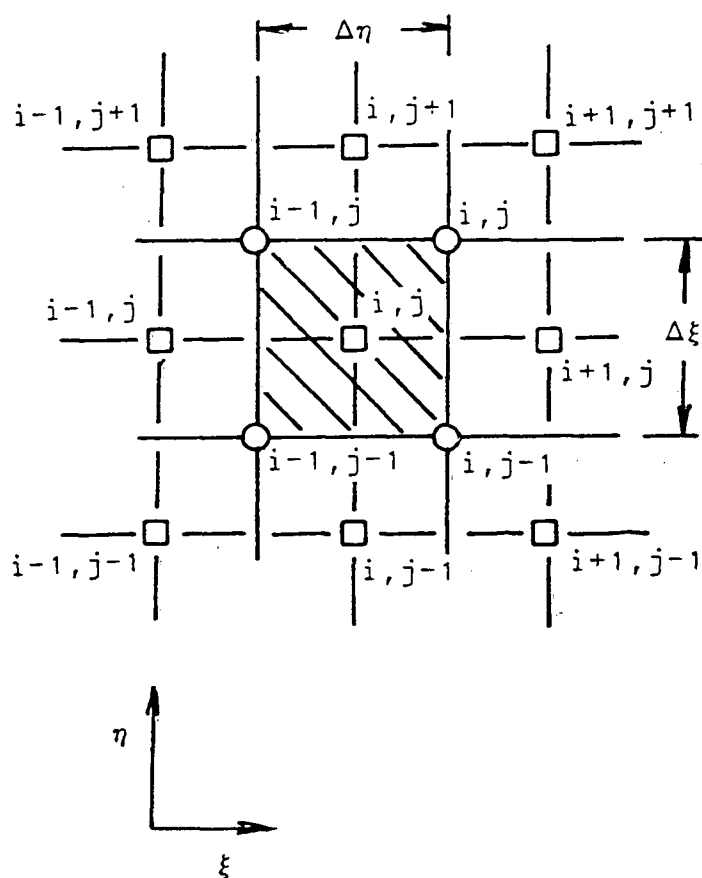 Δη
i-1,j+1 i,j+1 i+1,j+1
i-1,j i,j
i-1,j i,j Δξ
i+1,j
i-1,j-1 i,j-1
i-1,j-1 i,j-1 i+1,j-1
η
ξ